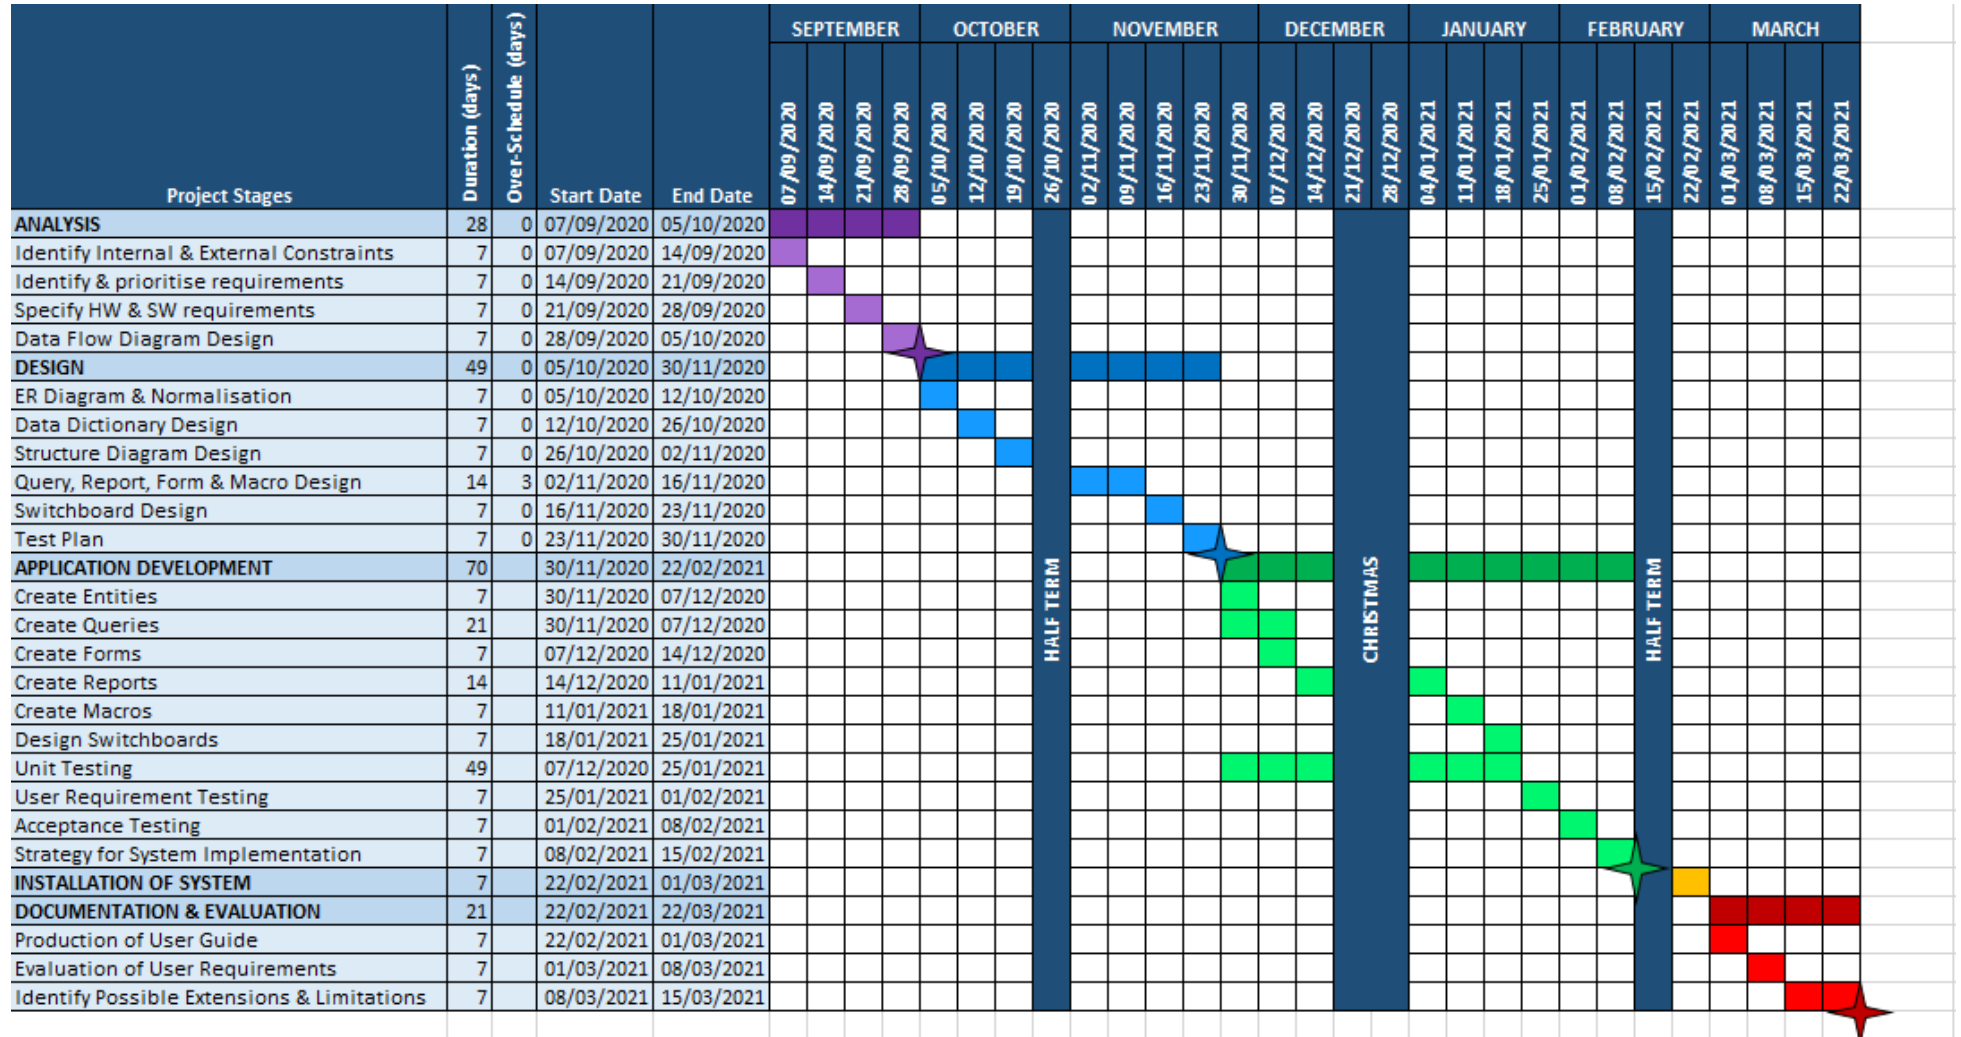 SEPTEMBER OCTOBER NOVEMBER DECEMBER JANUARY FEBRUARY MARCH
Project Stages Duration (days) Over-Schedule (days) Start Date End Date 07/09/2020 14/09/2020 21/09/2020 28/09/2020 05/10/2020 12/10/2020 19/10/2020 26/10/2020 02/11/2020 09/11/2020 16/11/2020 23/11/2020 30/11/2020 07/12/2020 14/12/2020 21/12/2020 28/12/2020 04/01/2021 11/01/2021 18/01/2021 25/01/2021 01/02/2021 08/02/2021 15/02/2021 22/02/2021 01/03/2021 08/03/2021 15/03/2021 22/03/2021
ANALYSIS 28 0 07/09/2020 05/10/2020
Identify Internal & External Constraints 7 0 07/09/2020 14/09/2020
Identify & prioritise requirements 7 0 14/09/2020 21/09/2020
Specify HW & SW requirements 7 0 21/09/2020 28/09/2020
Data Flow Diagram Design 7 0 28/09/2020 05/10/2020
DESIGN 49 0 05/10/2020 30/11/2020
ER Diagram & Normalisation 7 0 05/10/2020 12/10/2020
Data Dictionary Design 7 0 12/10/2020 26/10/2020
Structure Diagram Design 7 0 26/10/2020 02/11/2020
Query, Report, Form & Macro Design 14 3 02/11/2020 16/11/2020
Switchboard Design 7 0 16/11/2020 23/11/2020
Test Plan 7 0 23/11/2020 30/11/2020
APPLICATION DEVELOPMENT 70 30/11/2020 22/02/2021
Create Entities 7 30/11/2020 07/12/2020
Create Queries 21 30/11/2020 07/12/2020
Create Forms 7 07/12/2020 14/12/2020
Create Reports 14 14/12/2020 11/01/2021
Create Macros 7 11/01/2021 18/01/2021
Design Switchboards 7 18/01/2021 25/01/2021
Unit Testing 49 07/12/2020 25/01/2021
User Requirement Testing 7 25/01/2021 01/02/2021
Acceptance Testing 7 01/02/2021 08/02/2021
Strategy for System Implementation 7 08/02/2021 15/02/2021
INSTALLATION OF SYSTEM 7 22/02/2021 01/03/2021
DOCUMENTATION & EVALUATION 21 22/02/2021 22/03/2021
Production of User Guide 7 22/02/2021 01/03/2021
Evaluation of User Requirements 7 01/03/2021 08/03/2021
Identify Possible Extensions & Limitations 7 08/03/2021 15/03/2021
HALF TERM
CHRISTMAS
HALF TERM